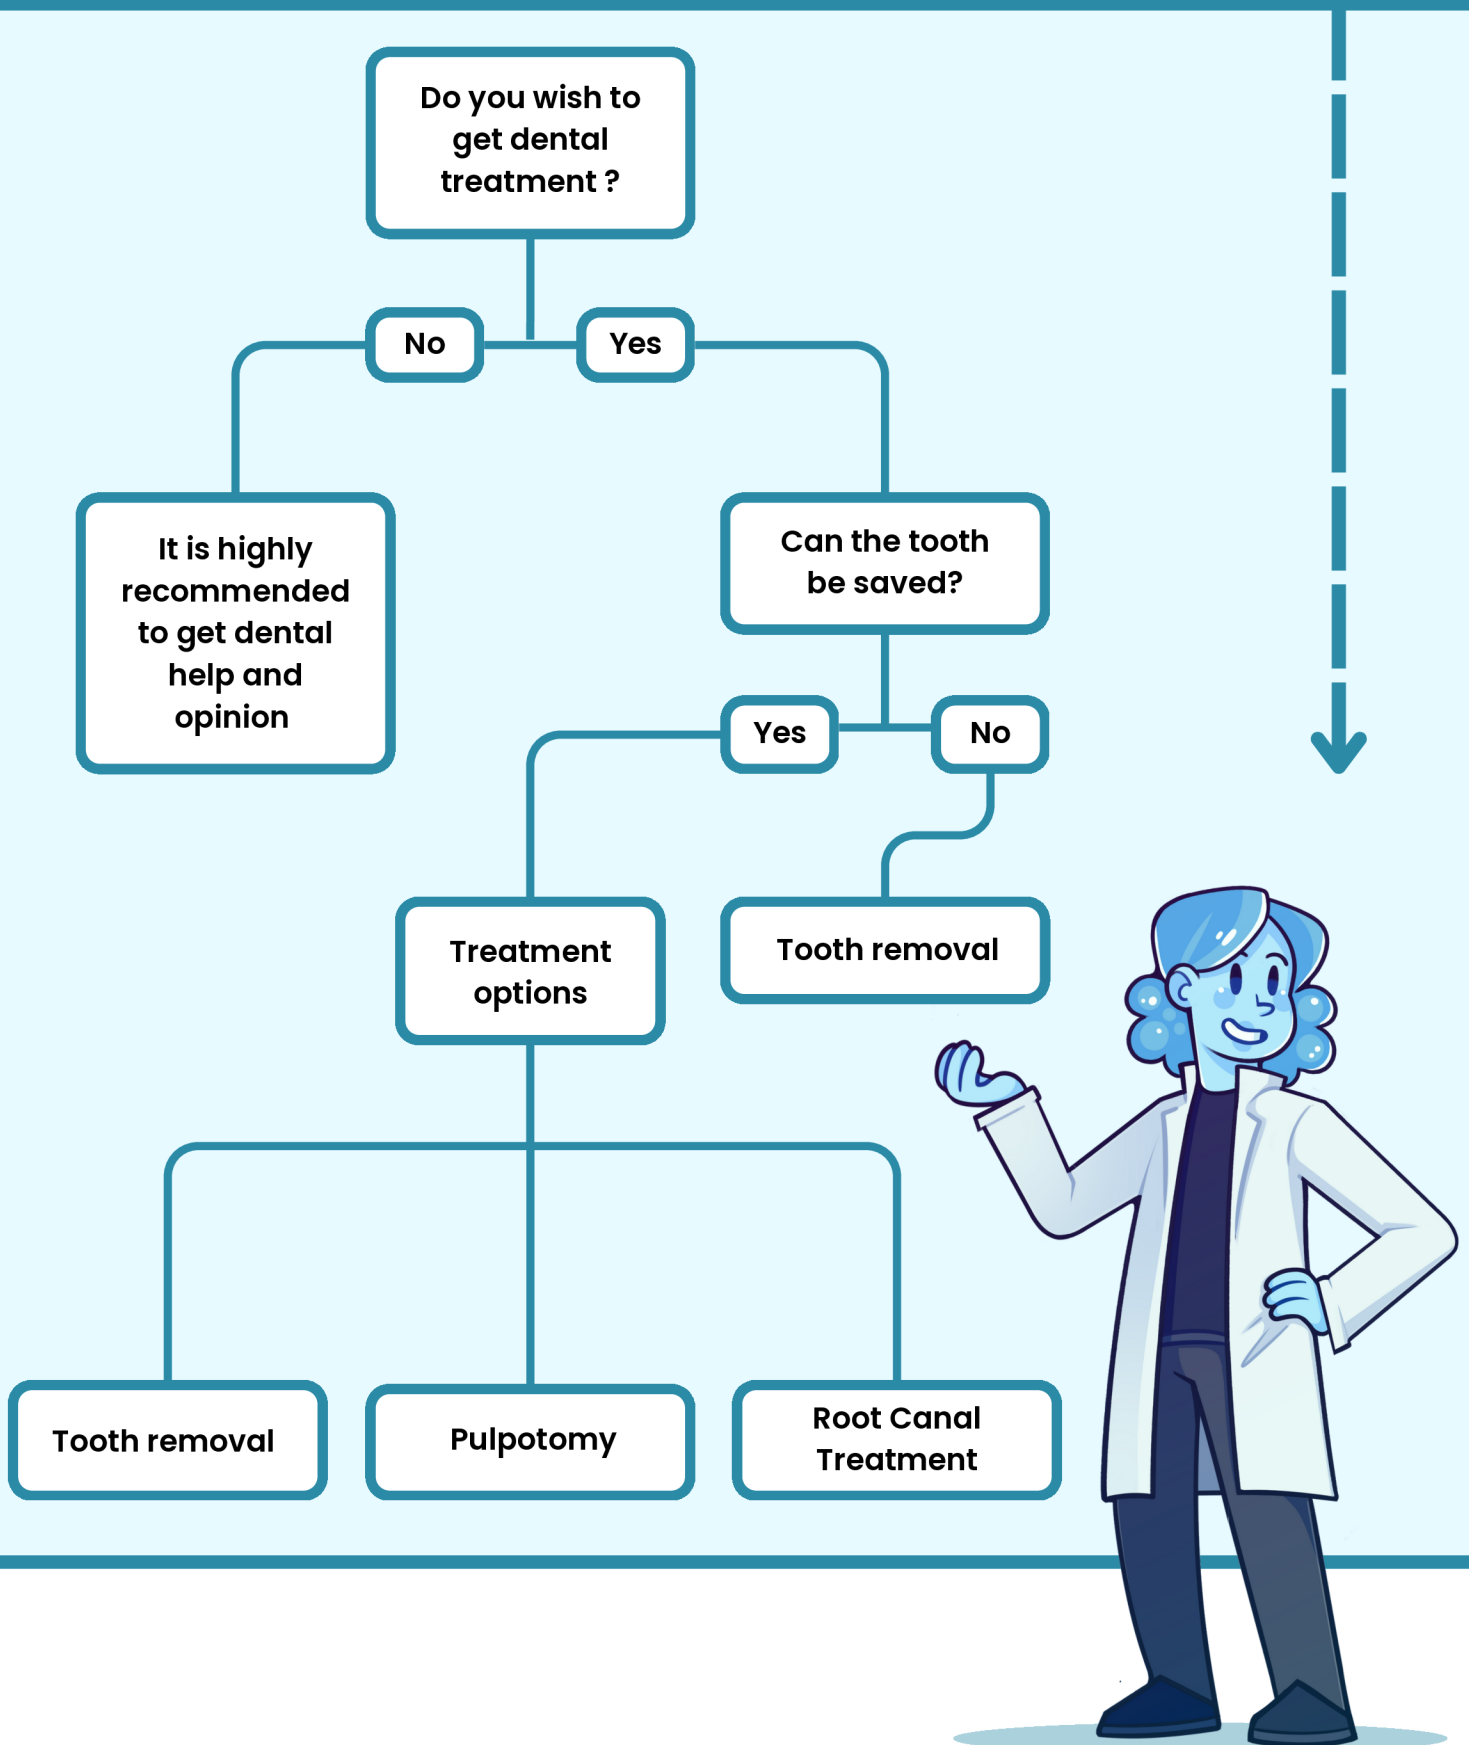 Do you wish to
get dental
treatment ?
No
Yes
It is highly
recommended
to get dental
help and
opinion
Can the tooth
be saved?
Yes
No
Treatment
options
Tooth removal
Tooth removal
Pulpotomy
Root Canal
Treatment